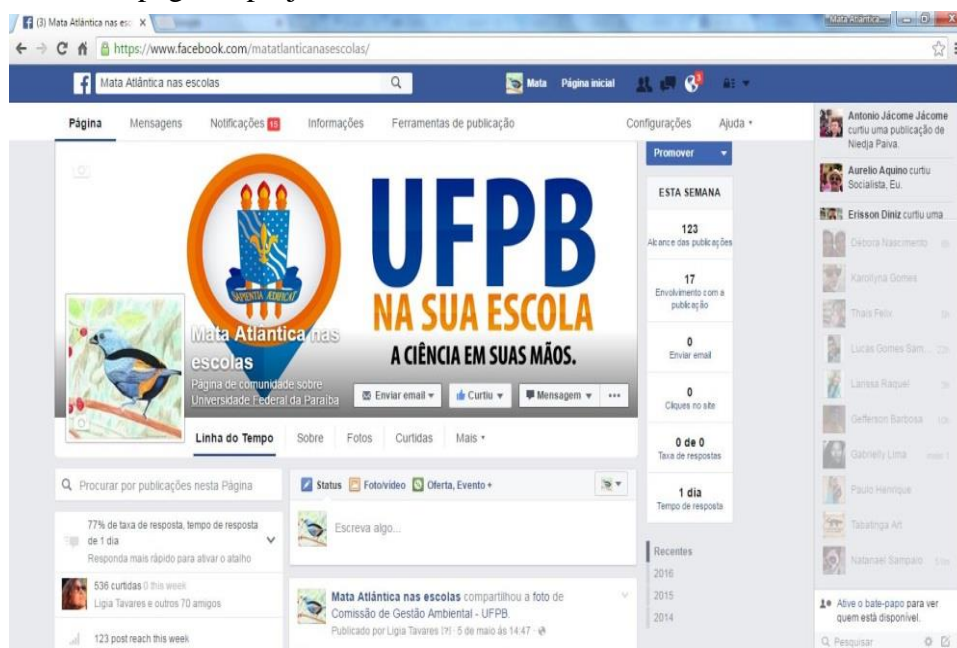 (3) Mata Atlântica nas esc
Mata Atlântica...
https://www.facebook.com/matatlanticanasescolas/
Mata Atlântica nas escolas
Mata
Página inicial
3
Página
Mensagens
Notificações 15
Informações
Ferramentas de publicação
Configurações
Ajuda
UFPB
NA SUA ESCOLA
A CIÊNCIA EM SUAS MÃOS.
SAPIENTIA ÆDIFICAT
Mata Atlântica nas
escolas
Página de comunidade sobre
Universidade Federal da Paraíba
Enviar email
Curtiu
Mensagem
Linha do Tempo
Sobre
Fotos
Curtidas
Mais
Procurar por publicações nesta Página
77% de taxa de resposta, tempo de resposta
de 1 dia
Responda mais rápido para ativar o atalho
536 curtidas 0 this week
Ligia Tavares e outros 70
amigos
123 post reach this week
Status
Foto/vídeo
Oferta, Evento +
Escreva algo...
Mata Atlântica nas escolas compartilhou a foto de
Comissão de Gestão Ambiental - UFPB.
Publicado por Ligia Tavares [?] · 5 de maio às 14:47
Promover
ESTA SEMANA
123
Alcance das publicações
17
Envolvimento com a
publicação
0
Enviar email
0
Cliques no site
0 de 0
Taxa de respostas
1 dia
Tempo de resposta
Recentes
2016
2015
2014
Antonio Jácome Jácome
curtiu uma publicação de
Niedja Paiva.
Aurelio Aquino curtiu
Socialista, Eu.
Erisson Diniz curtiu uma
Débora Nascimento
Karollyna Gomes
Thais Felix
Lucas Gomes Sam...
Larissa Raquel
Gefferson Barbosa
Gabrielly Lima
Paulo Henrique
Tabatinga Art
Natanael Sampaio
Ative o bate-papo para ver
quem está disponível.
Pesquisar